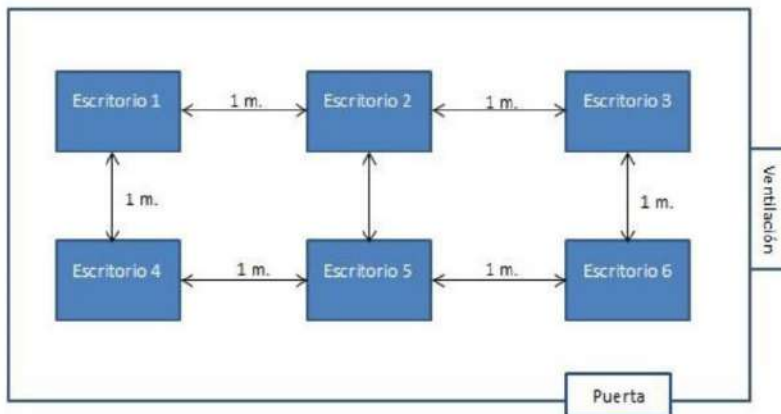 Escritorio 1
1 m.
Escritorio 2
1 m.
Escritorio 3
1 m.
1 m.
Ventilación
Escritorio 4
1 m.
Escritorio 5
1 m.
Escritorio 6
Puerta